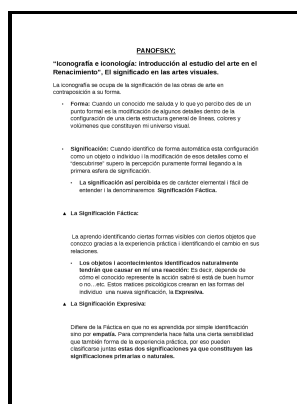 PANOFSKY:
"Iconografía e iconología: introducción al estudio del arte en el
Renacimiento", El significado en las artes visuales.
La iconografía se ocupa de la significación de las obras de arte en
contraposición a su forma.
• Forma: Cuando un conocido me saluda y lo que yo percibo des de un
punto formal es la modificación de algunos detalles dentro de la
configuración de una cierta estructura general de líneas, colores y
volúmenes que constituyen mi universo visual.
• Significación: Cuando identifico de forma automática esta configuración
como un objeto o individuo i la modificación de esos detalles como el
"descubrirse" supero la percepción puramente formal llegando a la
primera esfera de significación.
• La significación así percibida es de carácter elemental i fácil de
entender i la denominaremos Significación Fáctica.
▲ La Significación Fáctica:
La aprendo identificando ciertas formas visibles con ciertos objetos que
conozco gracias a la experiencia práctica i identificando el cambio en sus
relaciones.
• Los objetos i acontecimientos identificados naturalmente
tendrán que causar en mí una reacción: Es decir, depende de
cómo el conocido represente la acción sabré si está de buen humor
o no…etc. Estos matices psicológicos crearan en las formas del
individuo una nueva significación, la Expresiva.
▲ La Significación Expresiva:
Difiere de la Fáctica en que no es aprendida por simple identificación
sino por empatía. Para comprenderla hace falta una cierta sensibilidad
que también forma de la experiencia práctica, por eso pueden
clasificarse juntas estas dos significaciones ya que constituyen las
significaciones primarias o naturales.